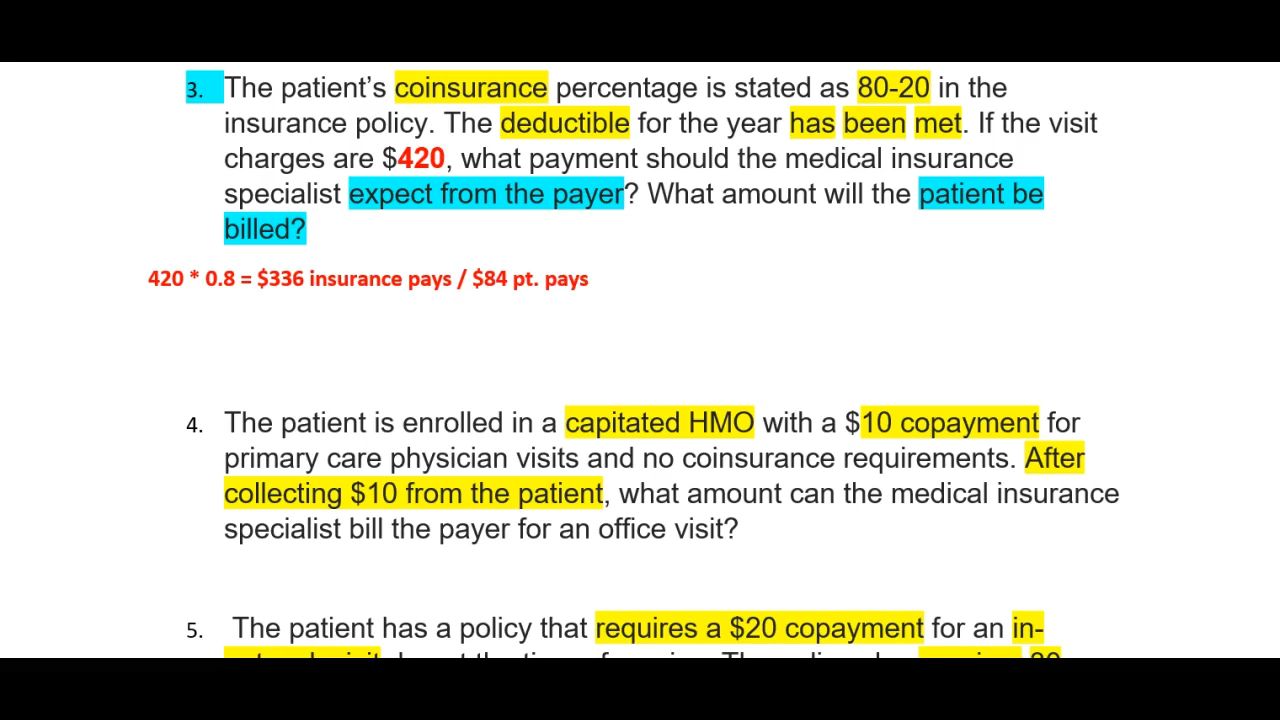 3. The patient’s coinsurance percentage is stated as 80-20 in the
insurance policy. The deductible for the year has been met. If the visit
charges are $420, what payment should the medical insurance
specialist expect from the payer? What amount will the patient be
billed?
420 * 0.8 = $336 insurance pays / $84 pt. pays
4. The patient is enrolled in a capitated HMO with a $10 copayment for
primary care physician visits and no coinsurance requirements. After
collecting $10 from the patient, what amount can the medical insurance
specialist bill the payer for an office visit?
5. The patient has a policy that requires a $20 copayment for an in-